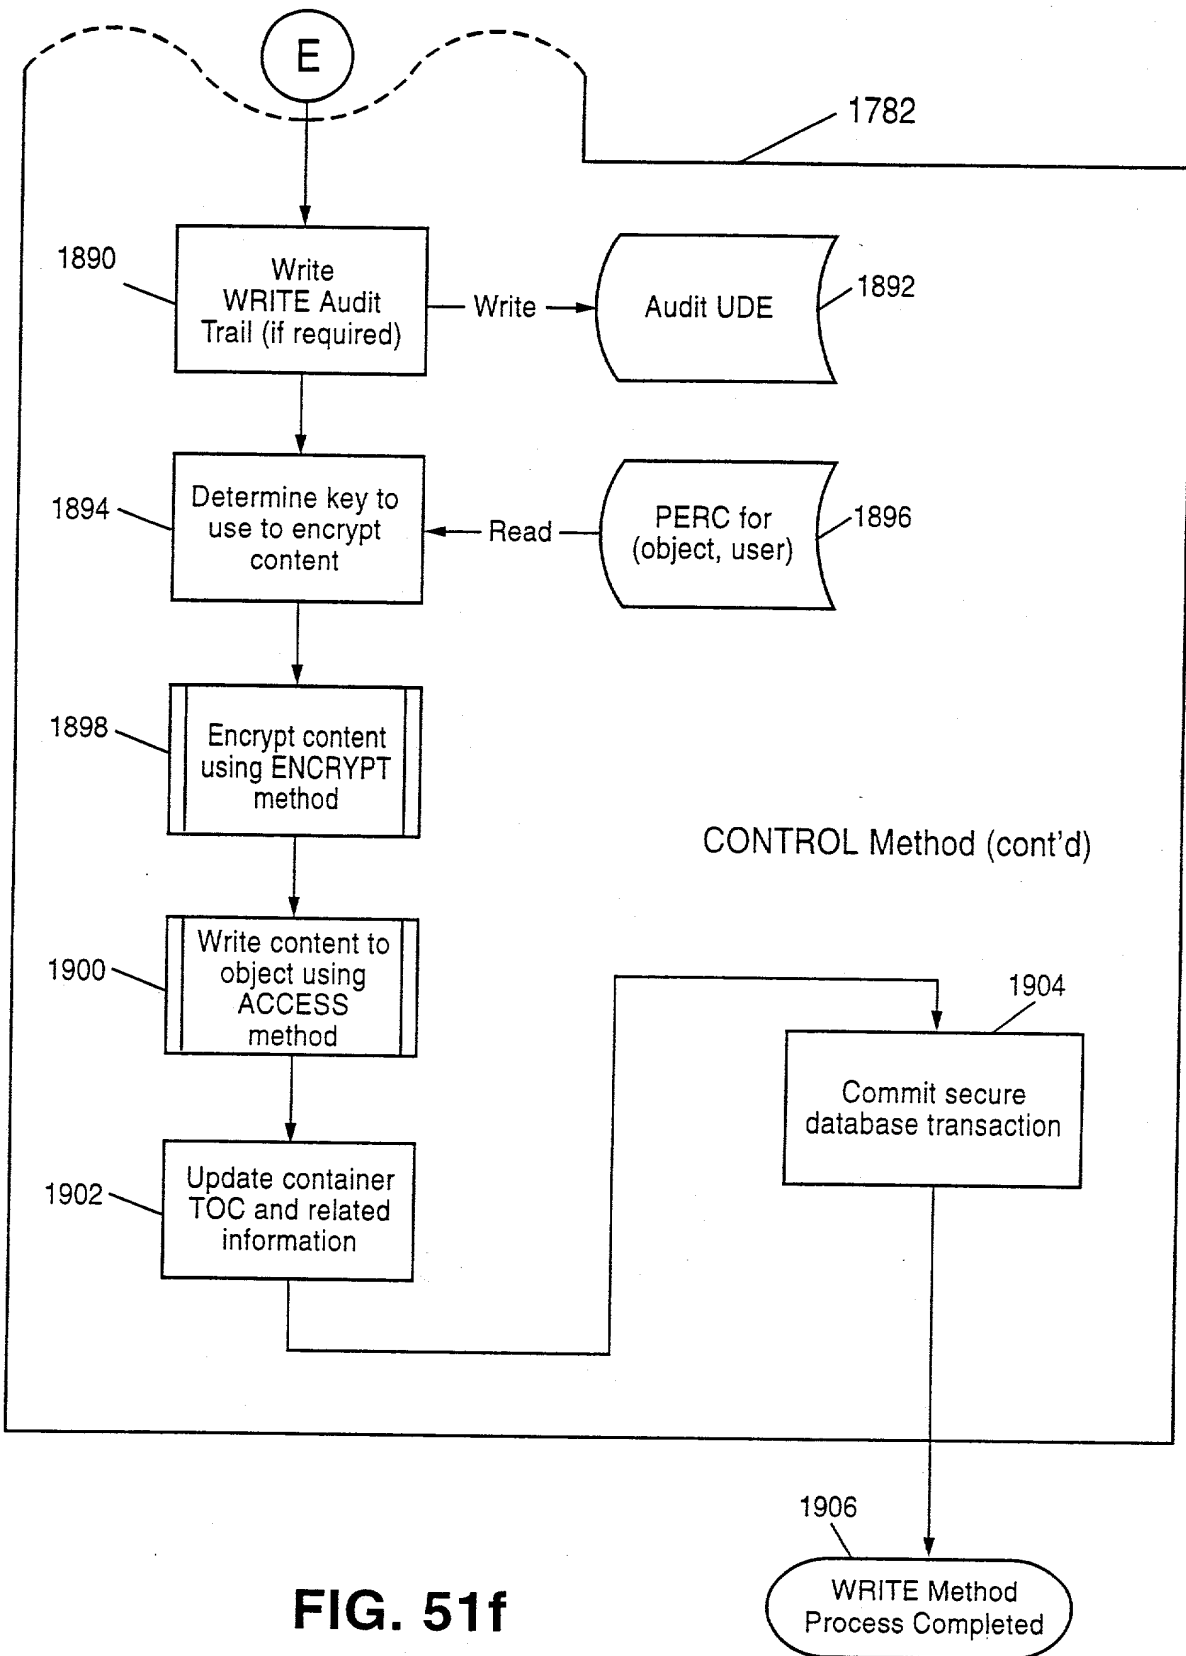 E
1782
1890
Write
WRITE Audit
Trail (if required)
Write
Audit UDE
1892
1894
Determine key to
use to encrypt
content
Read
PERC for
(object, user)
1896
1898
Encrypt content
using ENCRYPT
method
CONTROL Method (cont'd)
1900
Write content to
object using
ACCESS
method
1904
Commit secure
database transaction
1902
Update container
TOC and related
information
1906
WRITE Method
Process Completed
FIG. 51f